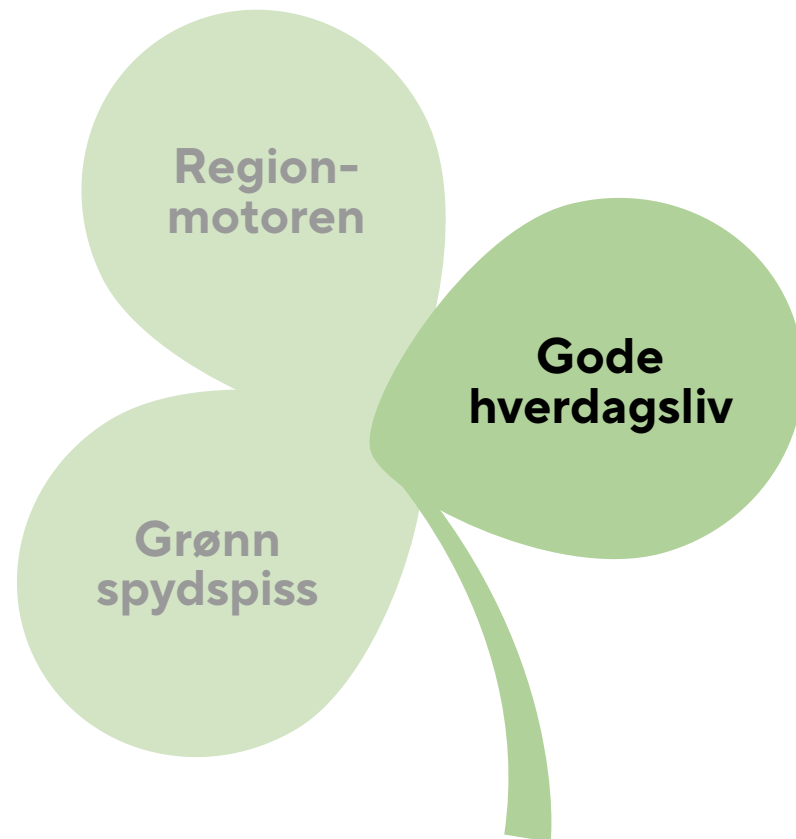 Region-
motoren
Gode
hverdagsliv
Grønn
spydspiss